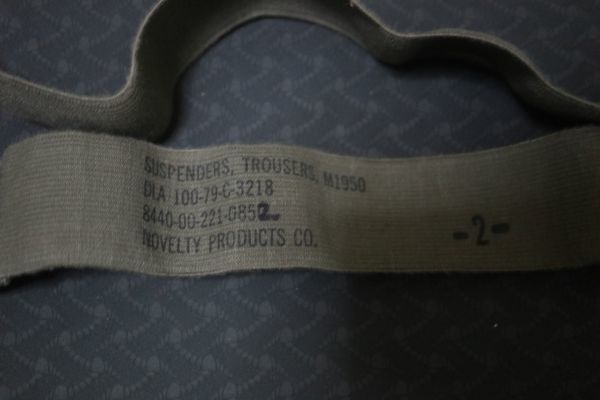 SUSPENDERS, TROUSERS, M1950
DLA 100-79-C-3218
8440-00-221-0852
NOVELTY PRODUCTS CO.
-2-